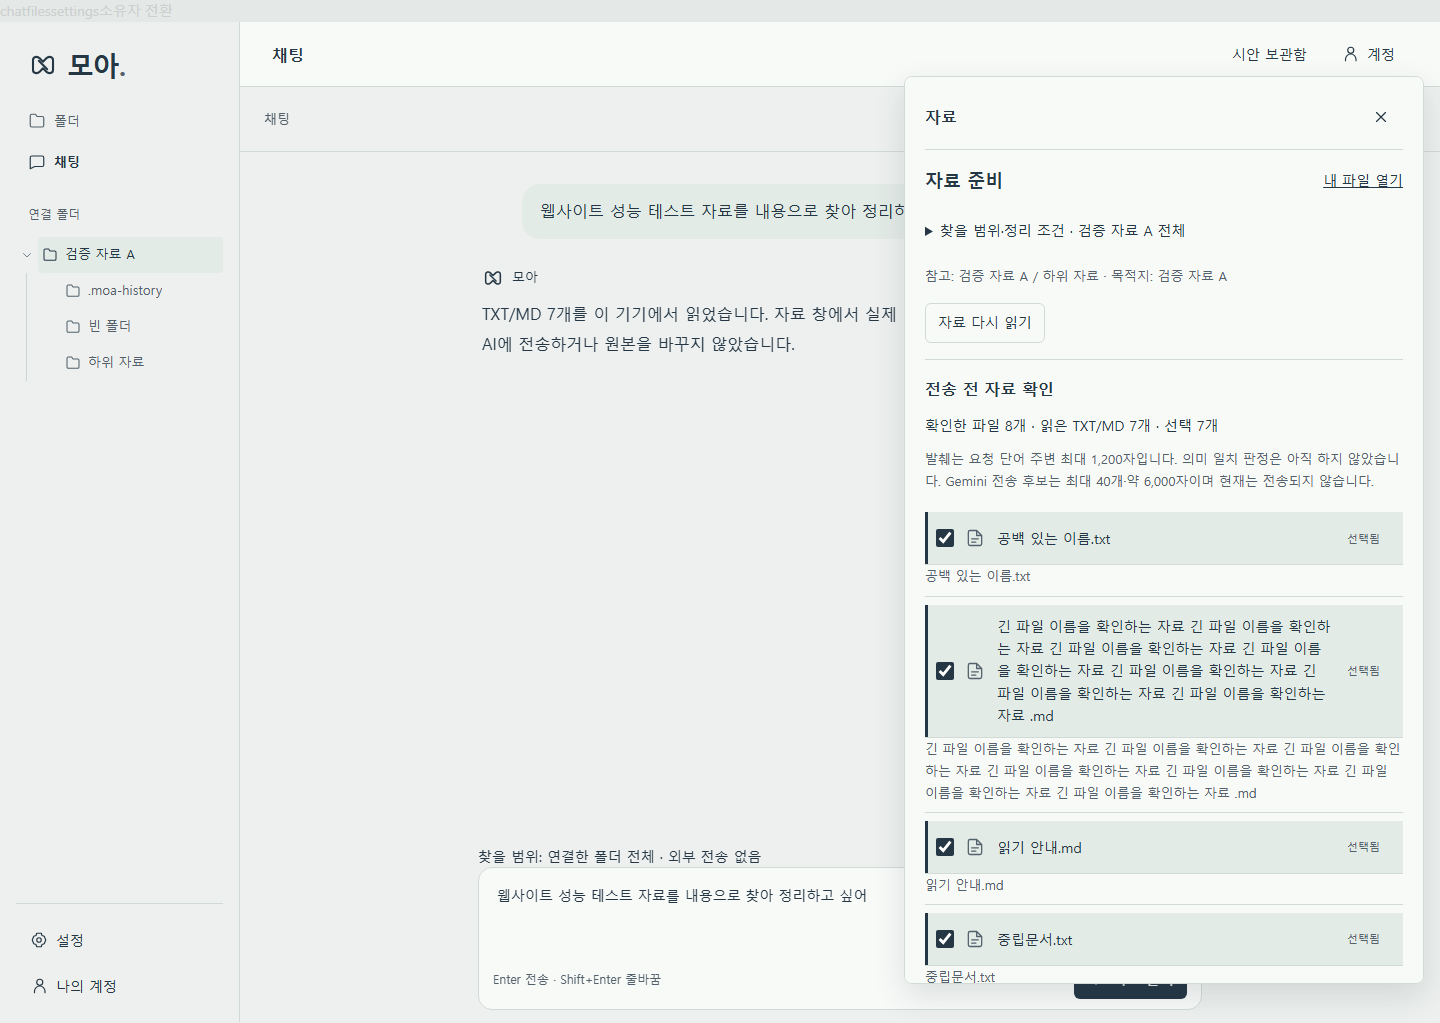 chatfilessettings소유자 전환
모아.
폴더
채팅
연결 폴더
검증 자료 A
.moa-history
빈 폴더
하위 자료
설정
나의 계정
채팅
시안 보관함
계정
채팅
웹사이트 성능 테스트 자료를 내용으로 찾아 정리하
모아
TXT/MD 7개를 이 기기에서 읽었습니다. 자료 창에서 실제
AI에 전송하거나 원본을 바꾸지 않았습니다.
찾을 범위: 연결한 폴더 전체 · 외부 전송 없음
웹사이트 성능 테스트 자료를 내용으로 찾아 정리하고 싶어
Enter 전송 · Shift+Enter 줄바꿈
자료
자료 준비
내 파일 열기
찾을 범위·정리 조건 · 검증 자료 A 전체
참고: 검증 자료 A / 하위 자료 · 목적지: 검증 자료 A
자료 다시 읽기
전송 전 자료 확인
확인한 파일 8개 · 읽은 TXT/MD 7개 · 선택 7개
발췌는 요청 단어 주변 최대 1,200자입니다. 의미 일치 판정은 아직 하지 않았습니
다. Gemini 전송 후보는 최대 40개·약 6,000자이며 현재는 전송되지 않습니다.
공백 있는 이름.txt
선택됨
공백 있는 이름.txt
긴 파일 이름을 확인하는 자료 긴 파일 이름을 확인하
는 자료 긴 파일 이름을 확인하는 자료 긴 파일 이름
을 확인하는 자료 긴 파일 이름을 확인하는 자료 긴
파일 이름을 확인하는 자료 긴 파일 이름을 확인하는
자료 .md
선택됨
긴 파일 이름을 확인하는 자료 긴 파일 이름을 확인하는 자료 긴 파일 이름을 확인
하는 자료 긴 파일 이름을 확인하는 자료 긴 파일 이름을 확인하는 자료 긴 파일
이름을 확인하는 자료 긴 파일 이름을 확인하는 자료 .md
읽기 안내.md
선택됨
읽기 안내.md
중립문서.txt
선택됨
중립문서.txt